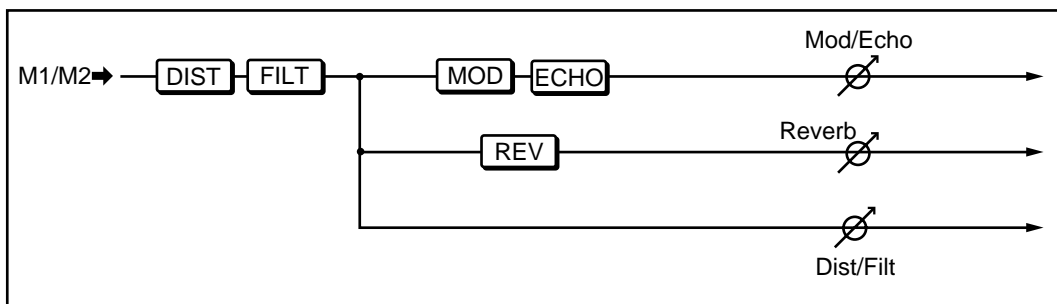 Mod/Echo
M1/M2 DIST FILT MOD ECHO
Reverb
REV
Dist/Filt